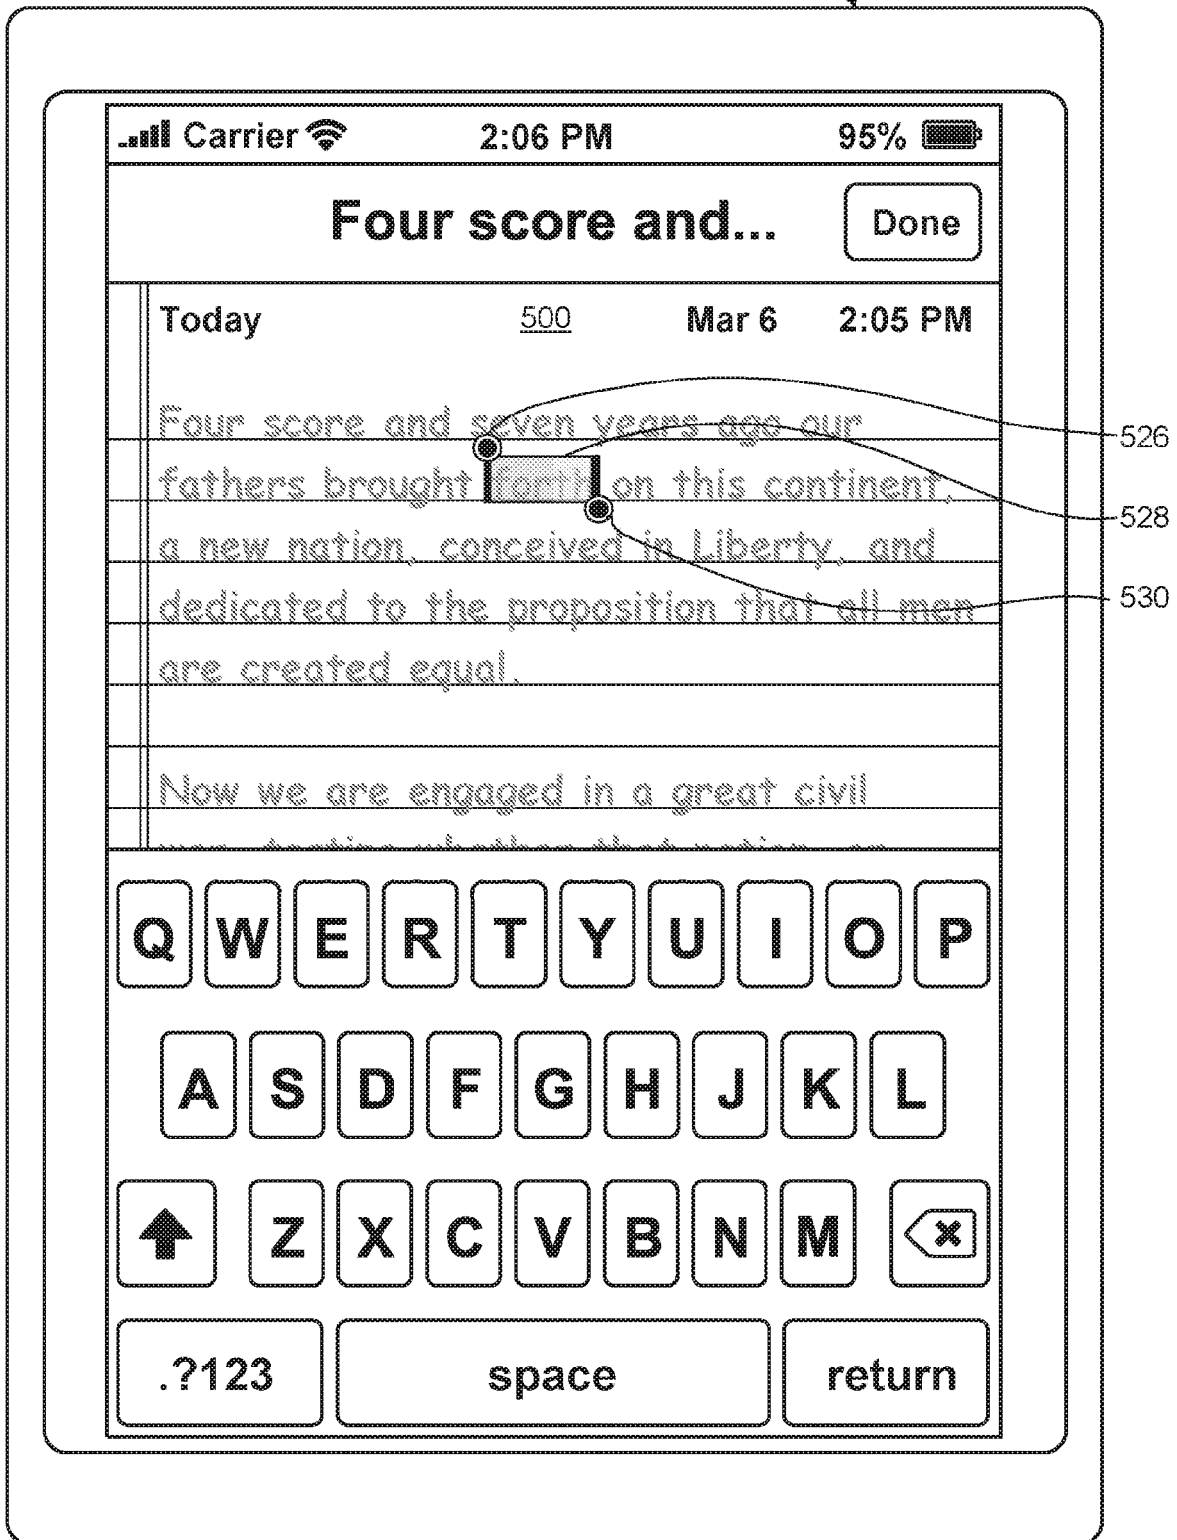 Carrier 2:06 PM 95%
Four score and... Done
Today 500 Mar 6 2:05 PM
Four score and seven years ago our
fathers brought on this continent,
a new nation, conceived in Liberty, and
dedicated to the proposition that all men
are created equal.
Now we are engaged in a great civil
526
528
530
Q W E R T Y U I O P
A S D F G H J K L
Z X C V B N M
.?123 space return